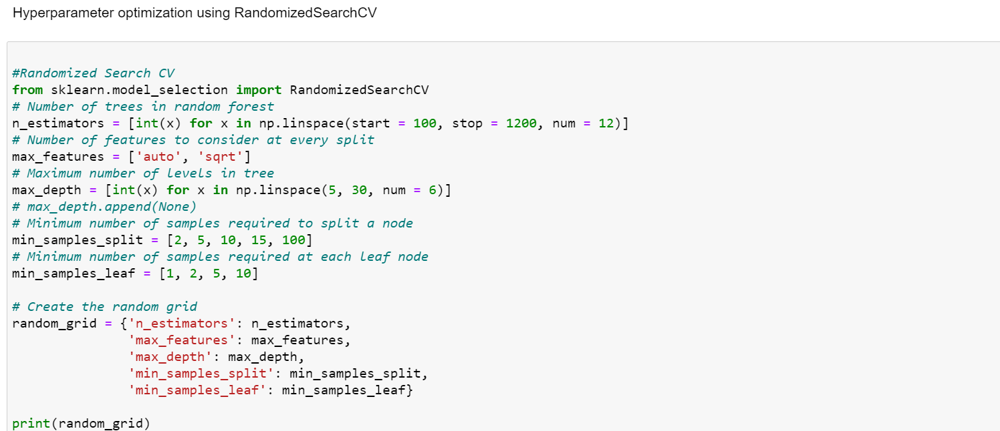 Hyperparameter optimization using RandomizedSearchCV
#Randomized Search CV
from sklearn.model_selection import RandomizedSearchCV
# Number of trees in random forest
n_estimators = [int(x) for x in np.linspace(start = 100, stop = 1200, num = 12)]
# Number of features to consider at every split
max_features = ['auto', 'sqrt']
# Maximum number of levels in tree
max_depth = [int(x) for x in np.linspace(5, 30, num = 6)]
# max_depth.append(None)
# Minimum number of samples required to split a node
min_samples_split = [2, 5, 10, 15, 100]
# Minimum number of samples required at each leaf node
min_samples_leaf = [1, 2, 5, 10]
# Create the random grid
random_grid = {'n_estimators': n_estimators,
'max_features': max_features,
'max_depth': max_depth,
'min_samples_split': min_samples_split,
'min_samples_leaf': min_samples_leaf}
print(random_grid)